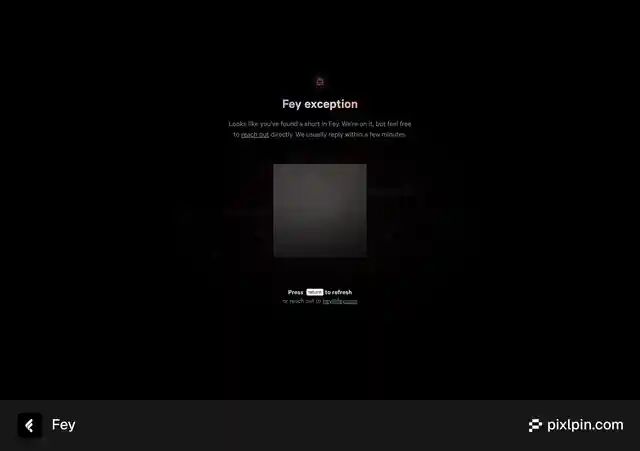 Fey exception
Looks like you've found a short in Fey. We're on it, but feel free
to reach out directly. We usually reply within a few minutes.
Press return to refresh
or reach out to
Fey
pixlpin.com